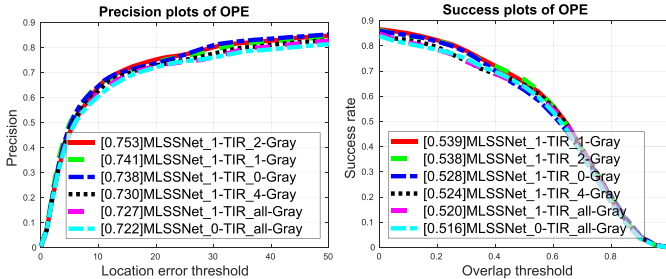 Precision plots of OPE
Precision
0.9
0.8
0.7
0.6
0.5
0.4
0.3
0.2
0.1
0
[0.753]MLSSNet_1-TIR_2-Gray
[0.741]MLSSNet_1-TIR_1-Gray
[0.738]MLSSNet_1-TIR_0-Gray
[0.730]MLSSNet_1-TIR_4-Gray
[0.727]MLSSNet_1-TIR_all-Gray
[0.722]MLSSNet_0-TIR_all-Gray
0 10 20 30 40 50
Location error threshold
Success plots of OPE
Success rate
0.9
0.8
0.7
0.6
0.5
0.4
0.3
0.2
0.1
0
[0.539]MLSSNet_1-TIR_1-Gray
[0.538]MLSSNet_1-TIR_2-Gray
[0.528]MLSSNet_1-TIR_0-Gray
[0.524]MLSSNet_1-TIR_4-Gray
[0.520]MLSSNet_1-TIR_all-Gray
[0.516]MLSSNet_0-TIR_all-Gray
0 0.2 0.4 0.6 0.8
Overlap threshold